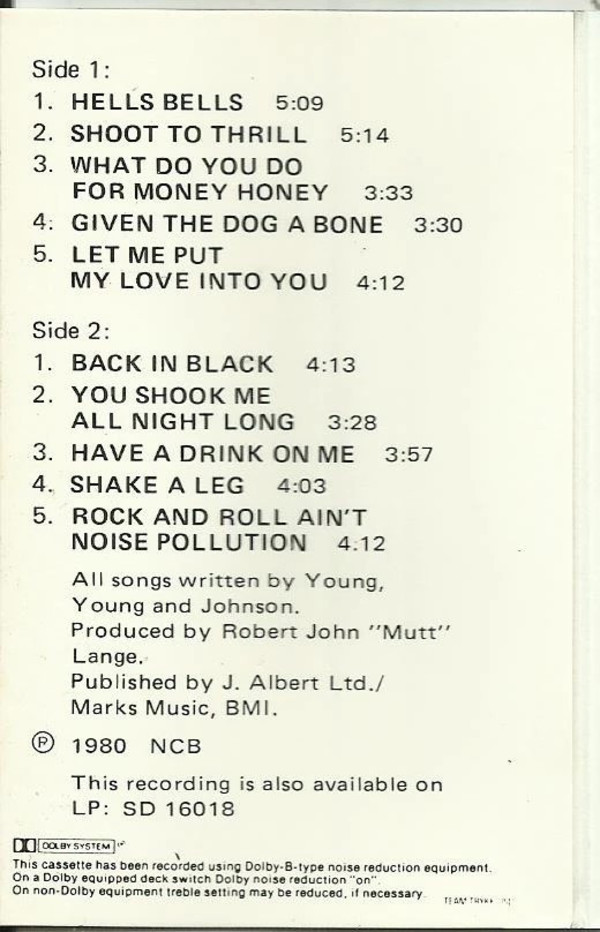 Side 1:
1. HELLS BELLS 5:09
2. SHOOT TO THRILL 5:14
3. WHAT DO YOU DO
FOR MONEY HONEY 3:33
4. GIVEN THE DOG A BONE 3:30
5. LET ME PUT
MY LOVE INTO YOU 4:12
Side 2:
1. BACK IN BLACK 4:13
2. YOU SHOOK ME
ALL NIGHT LONG 3:28
3. HAVE A DRINK ON ME 3:57
4. SHAKE A LEG 4:03
5. ROCK AND ROLL AIN'T
NOISE POLLUTION 4.12
All songs written by Young,
Young and Johnson.
Produced by Robert John "Mutt"
Lange.
Published by J. Albert Ltd./
Marks Music, BMI.
℗ 1980 NCB
This recording is also available on
LP: SD 16018
DOLBY SYSTEM
This cassette has been recorded using Dolby-B-type noise reduction equipment.
On a Dolby equipped deck switch Dolby noise reduction "on".
On non-Dolby equipment treble setting may be reduced, if necessary.